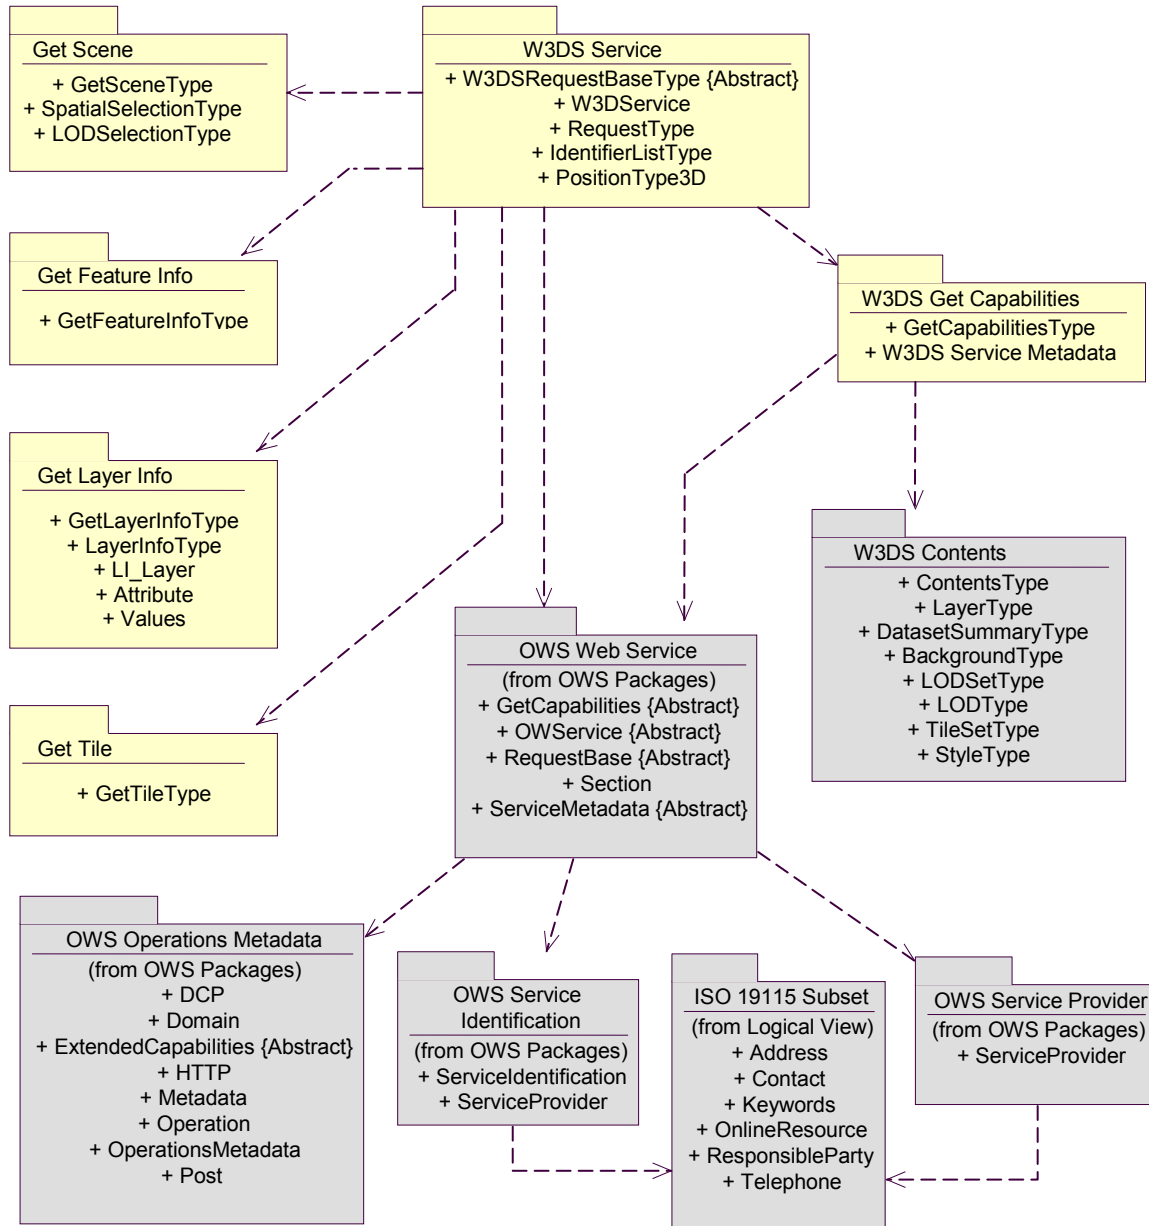 Get Scene
+ GetSceneType
+ SpatialSelectionType
+ LODSelectionType
W3DS Service
+ W3DSRequestBaseType {Abstract}
+ W3DService
+ RequestType
+ IdentifierListType
+ PositionType3D
Get Feature Info
+ GetFeatureInfoType
W3DS Get Capabilities
+ GetCapabilitiesType
+ W3DS Service Metadata
Get Layer Info
+ GetLayerInfoType
+ LayerInfoType
+ LI_Layer
+ Attribute
+ Values
W3DS Contents
+ ContentsType
+ LayerType
+ DatasetSummaryType
+ BackgroundType
+ LODSetType
+ LODType
+ TileSetType
+ StyleType
OWS Web Service
(from OWS Packages)
+ GetCapabilities {Abstract}
+ OWService {Abstract}
+ RequestBase {Abstract}
+ Section
+ ServiceMetadata {Abstract}
Get Tile
+ GetTileType
OWS Operations Metadata
(from OWS Packages)
+ DCP
+ Domain
+ ExtendedCapabilities {Abstract}
+ HTTP
+ Metadata
+ Operation
+ OperationsMetadata
+ Post
OWS Service
Identification
(from OWS Packages)
+ ServiceIdentification
+ ServiceProvider
ISO 19115 Subset
(from Logical View)
+ Address
+ Contact
+ Keywords
+ OnlineResource
+ ResponsibleParty
+ Telephone
OWS Service Provider
(from OWS Packages)
+ ServiceProvider